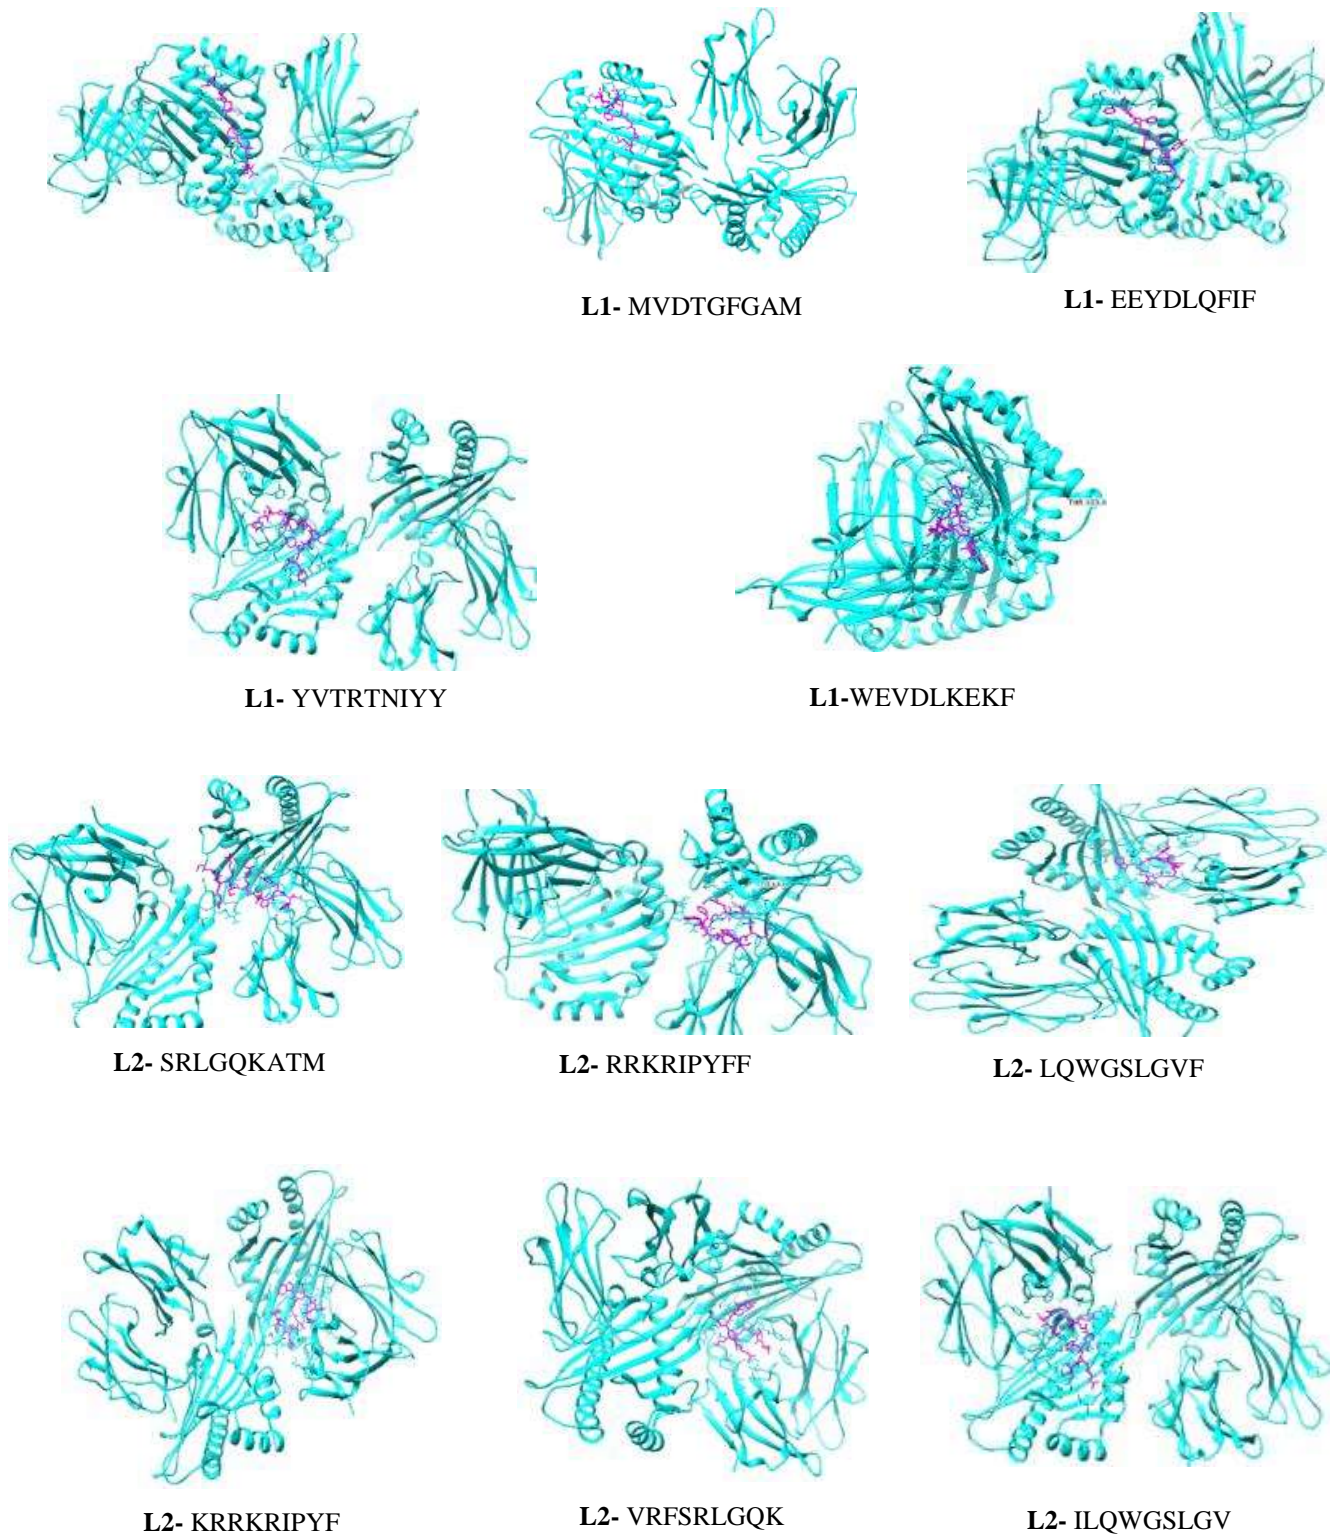 L1- MVDTGFGAM
L1- EEYDLQFIF
L1- YVTRTNIYY
L1-WEVDLKEKF
L2- SRLGQKATM
L2- RRKRIPYFF
L2- LQWGSLGVF
L2- KRRKRIPYF
L2- VRFSRLGQK
L2- ILQWGSLGV